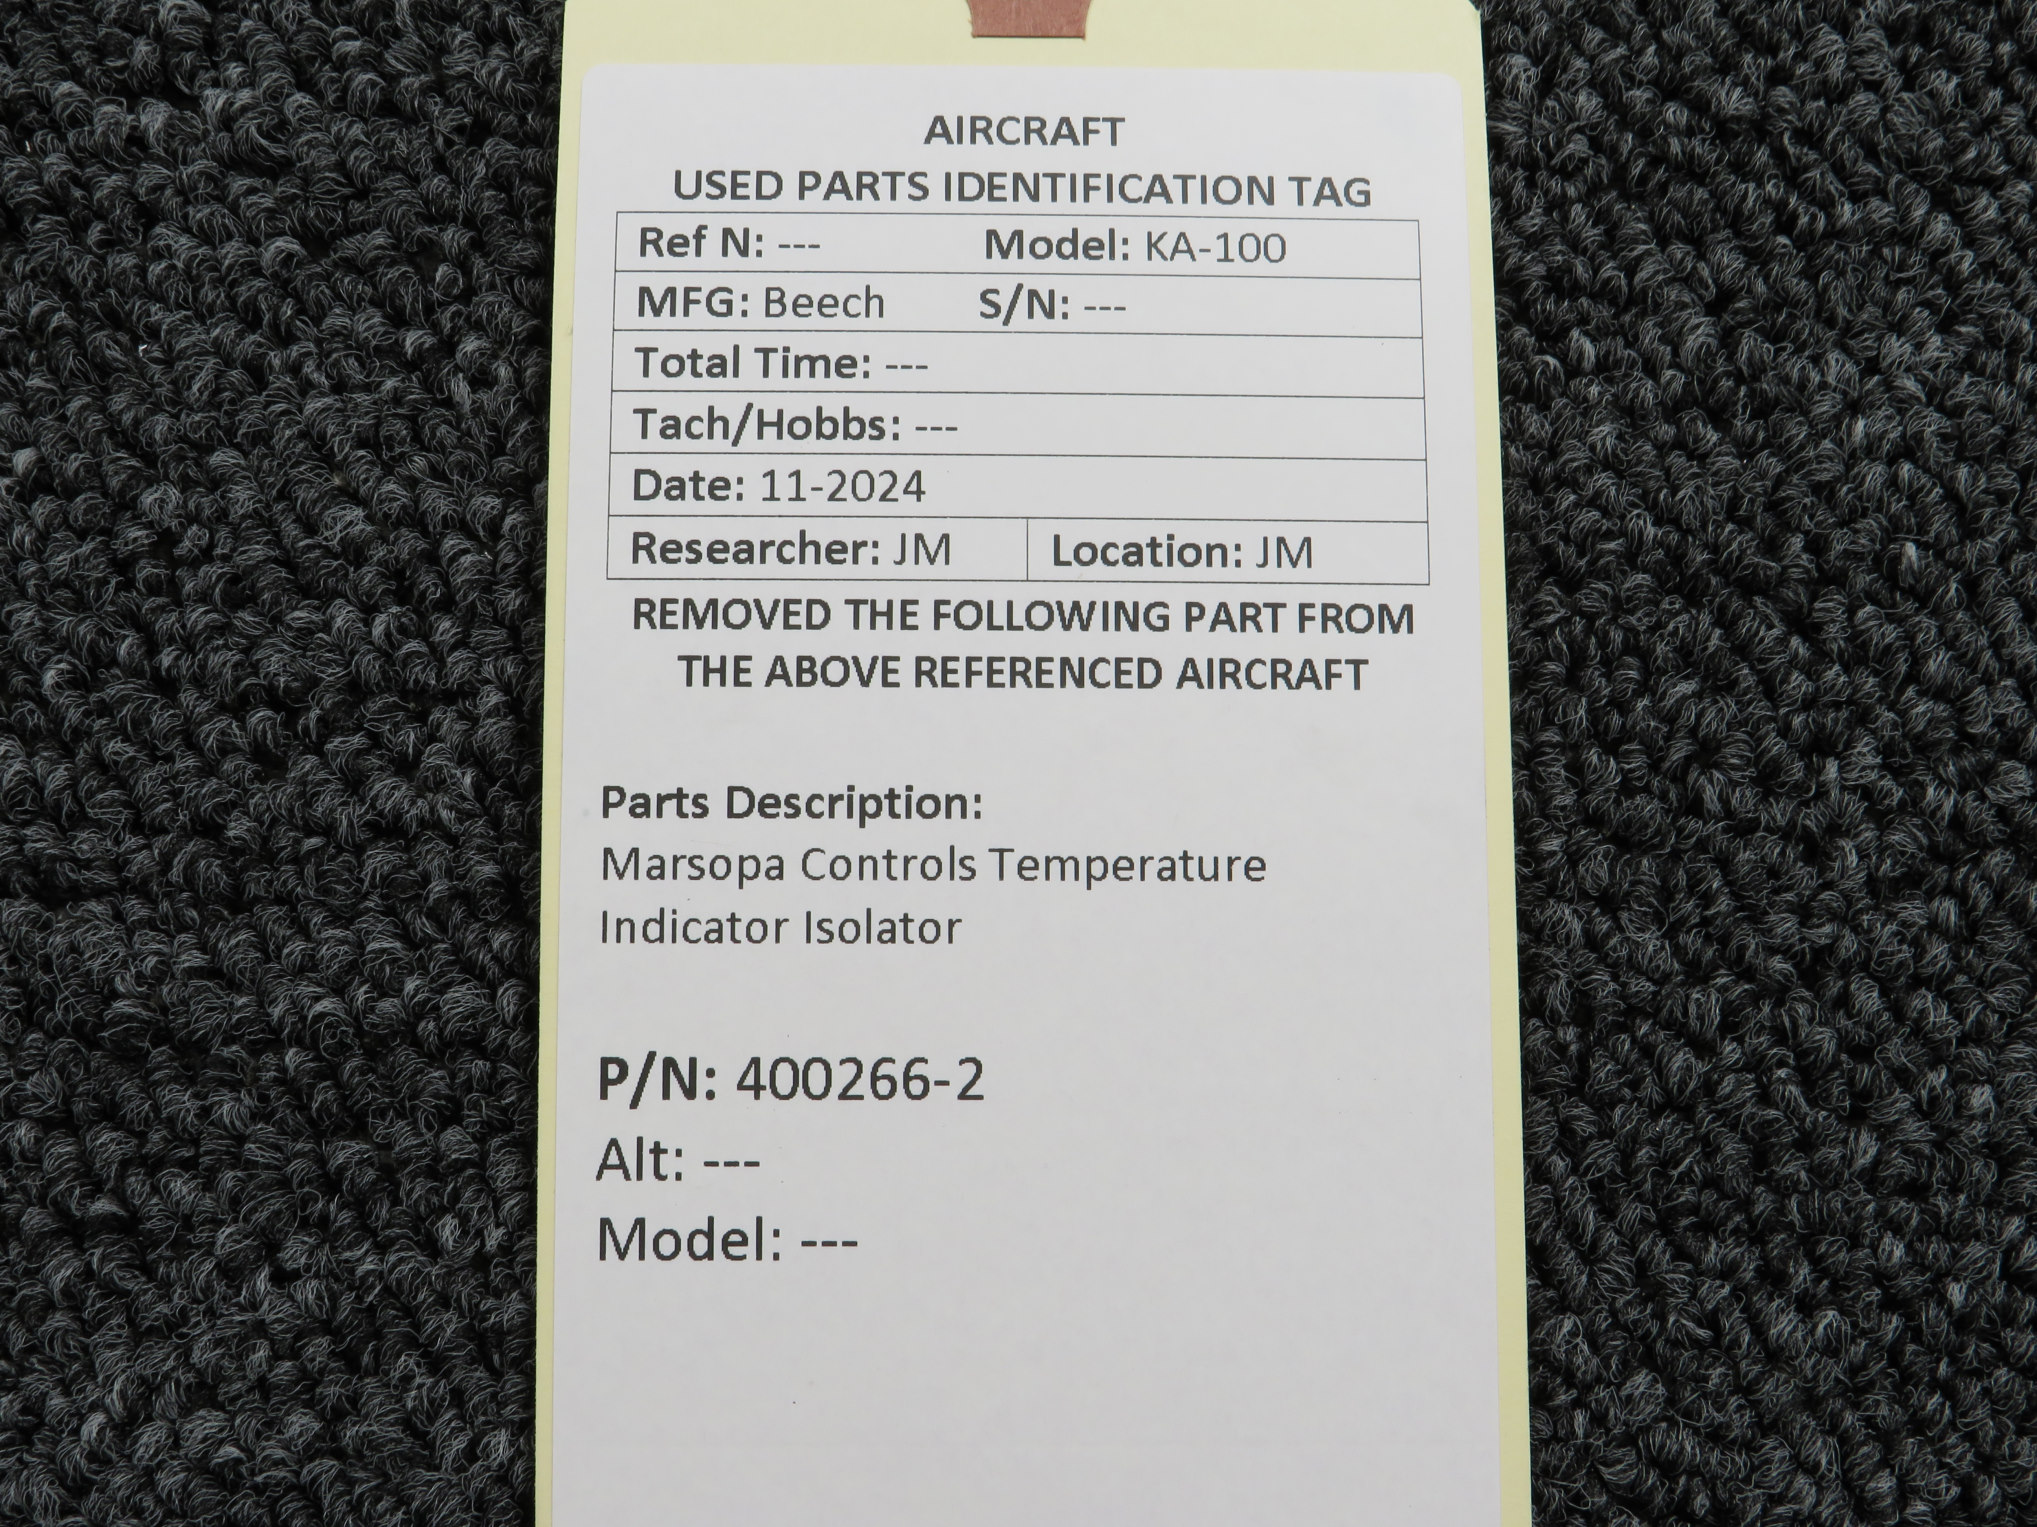 AIRCRAFT
USED PARTS IDENTIFICATION TAG
Ref N: --- Model: KA-100
MFG: Beech S/N: ---
Total Time: ---
Tach/Hobbs: ---
Date: 11-2024
Researcher: JM Location: JM
REMOVED THE FOLLOWING PART FROM
THE ABOVE REFERENCED AIRCRAFT
Parts Description:
Marsopa Controls Temperature
Indicator Isolator
P/N: 400266-2
Alt: ---
Model: ---